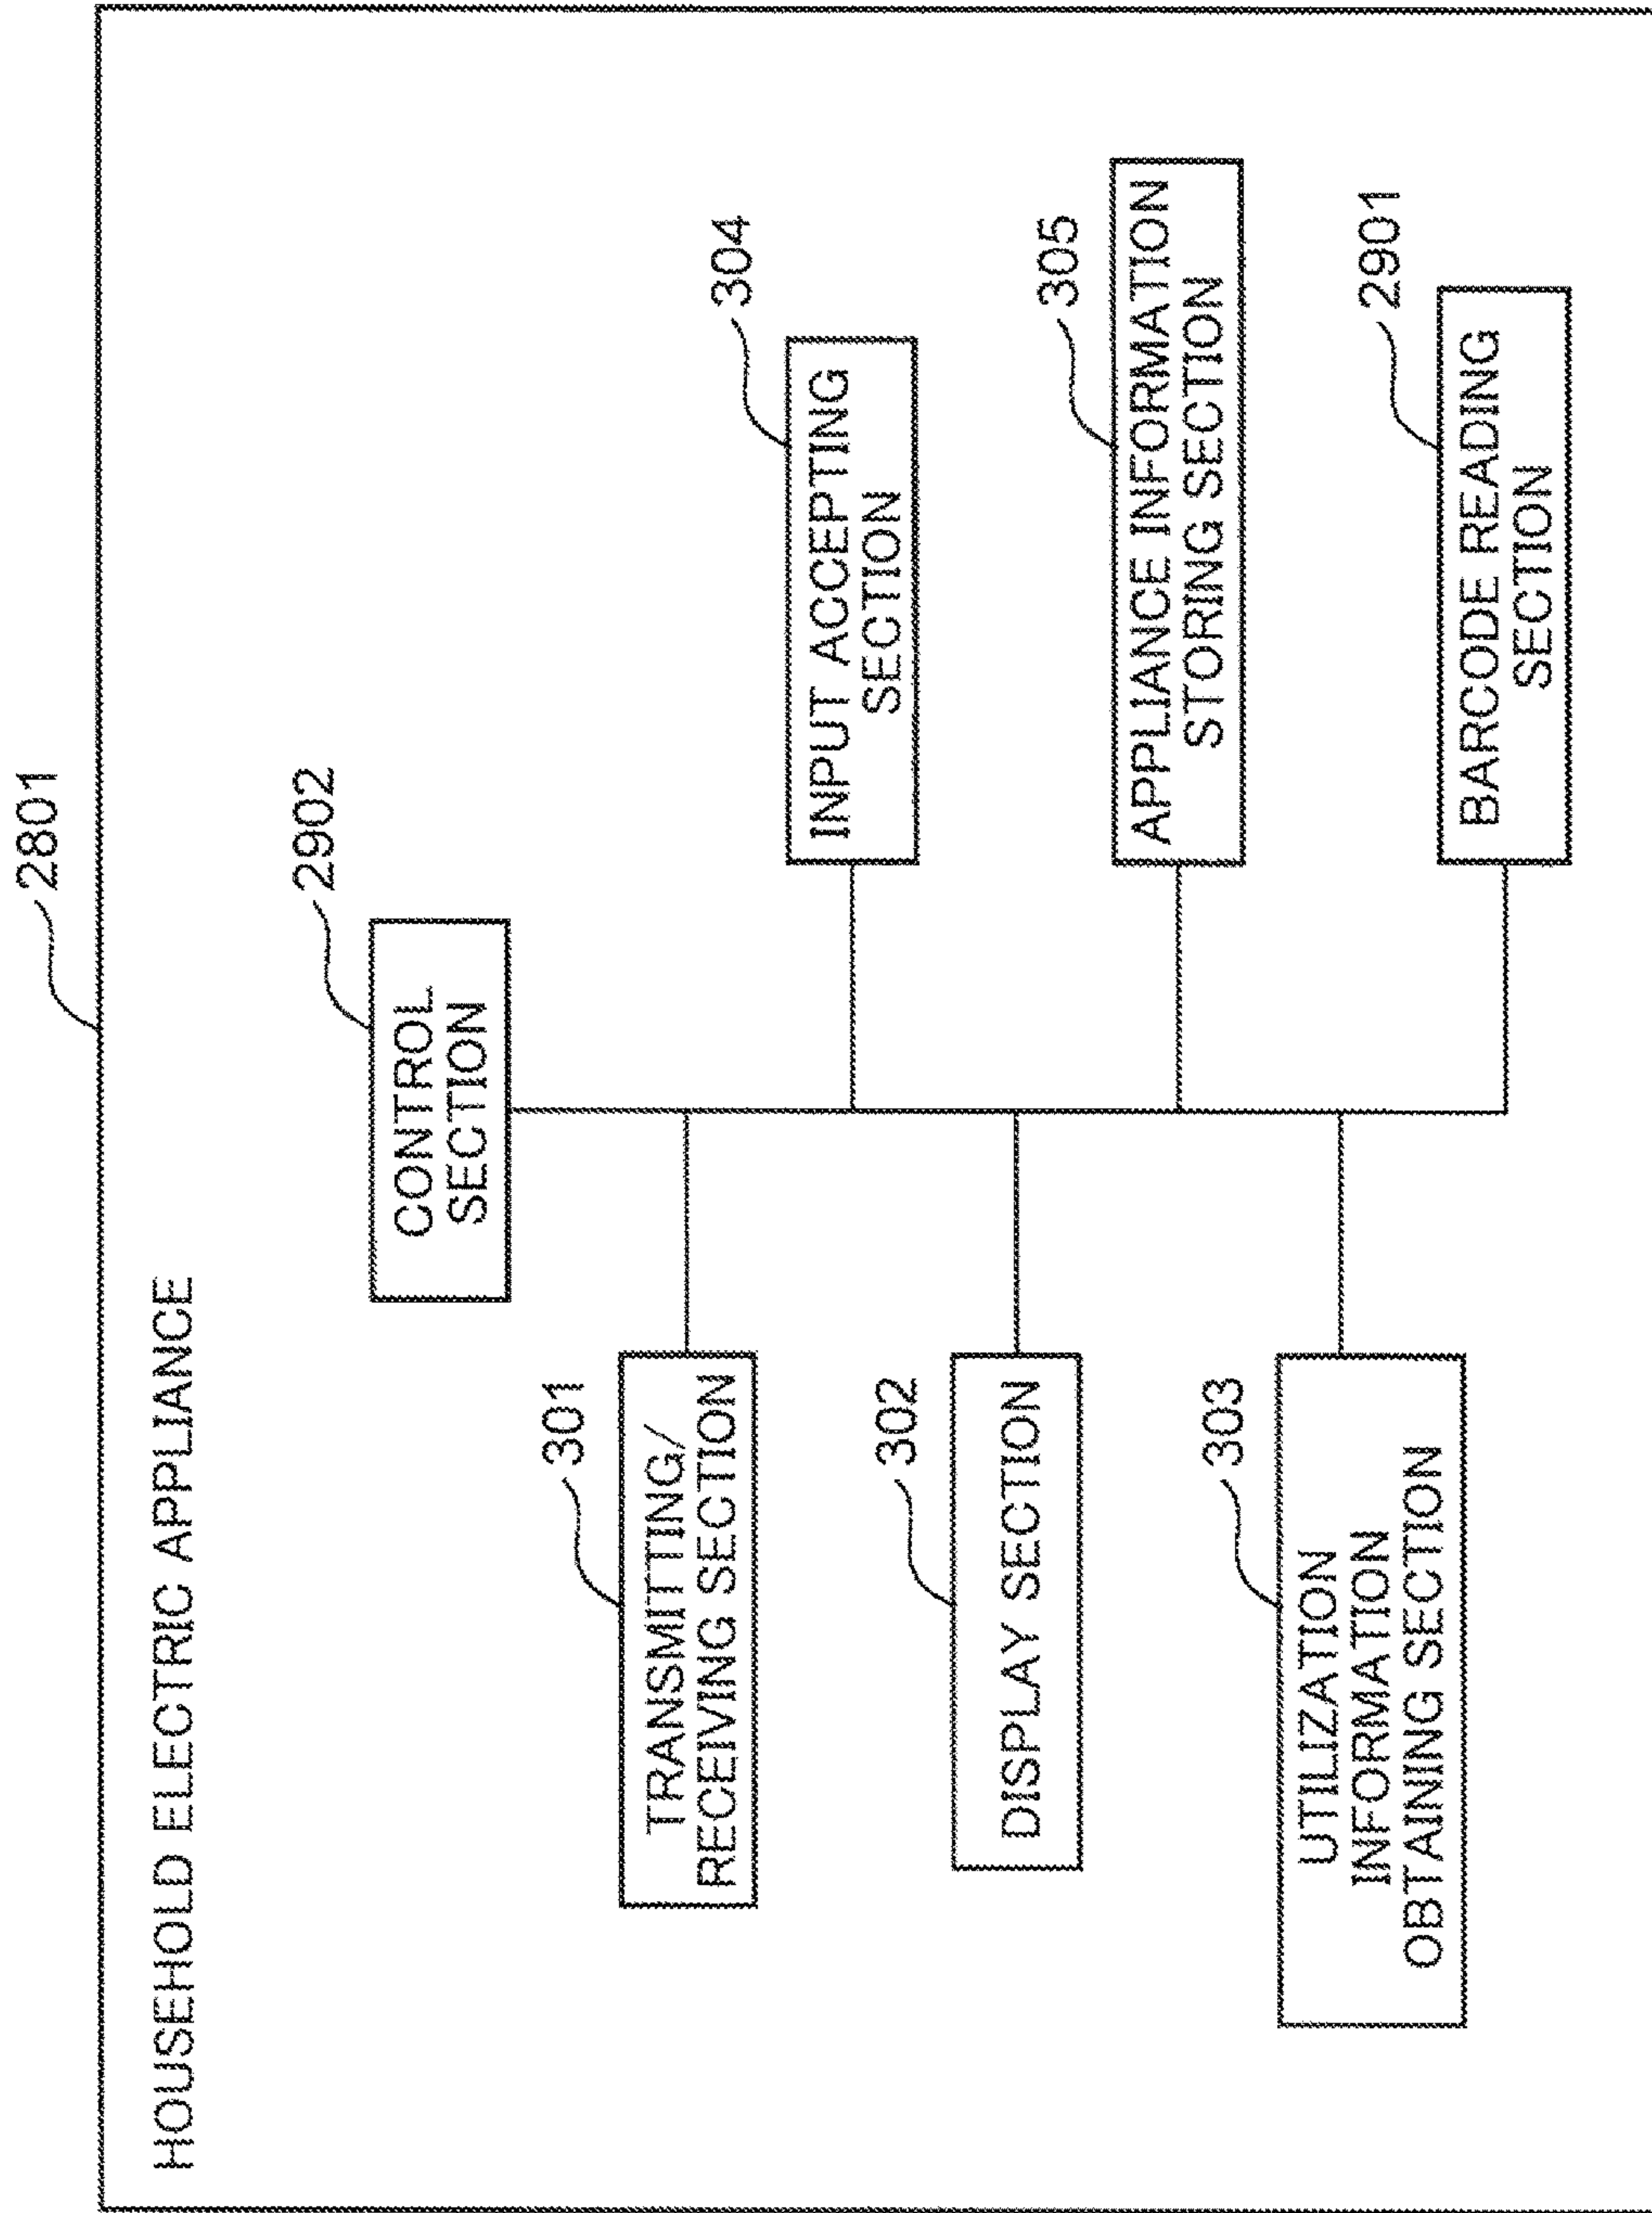 2801
HOUSEHOLD ELECTRIC APPLIANCE
2902
CONTROL
SECTION
301
TRANSMITTING/
RECEIVING SECTION
304
INPUT ACCEPTING
SECTION
302
DISPLAY SECTION
305
APPLIANCE INFORMATION
STORING SECTION
303
UTILIZATION
INFORMATION
OBTAINING SECTION
2901
BARCODE READING
SECTION